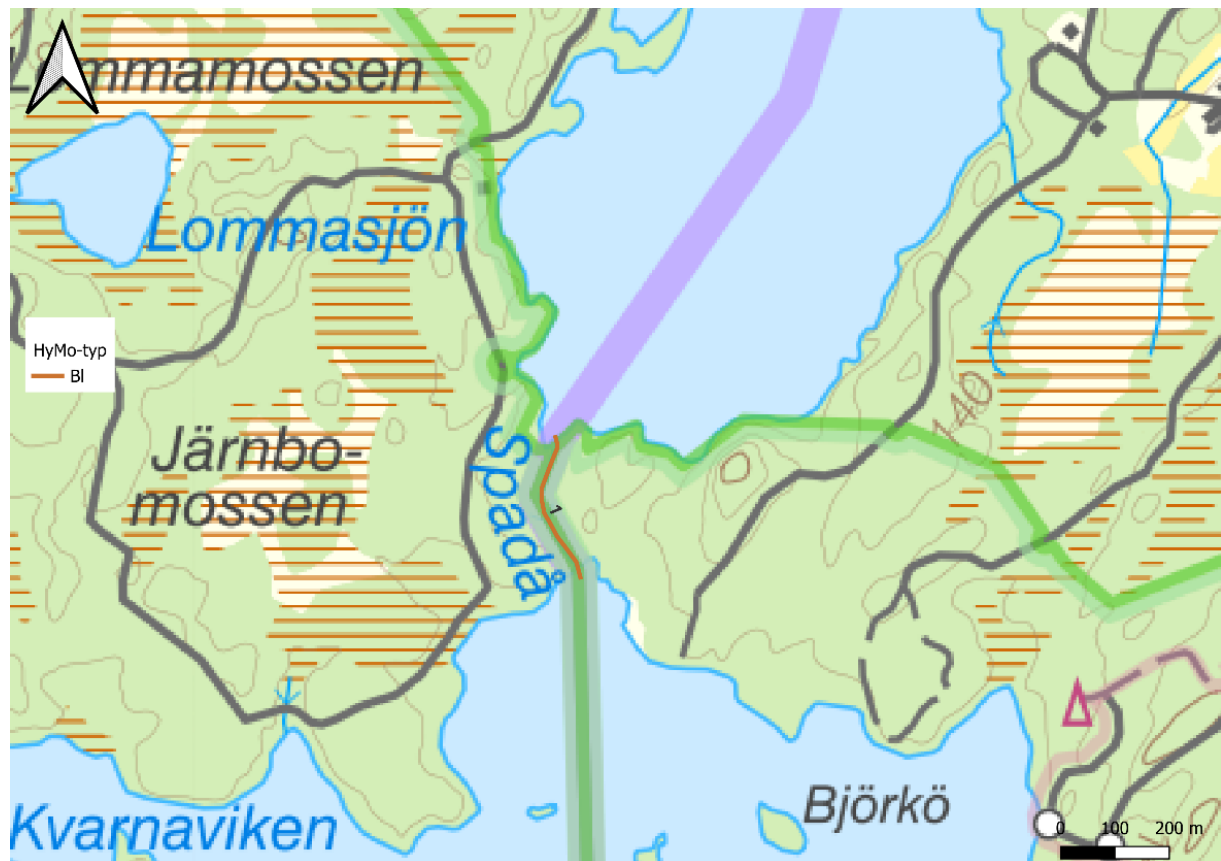 Lommamossen
Lommasjön
HyMo-typ
Bl
140
Järnbo-
mossen
Spadå
1
Björkö
Kvarnaviken
0 100 200 m